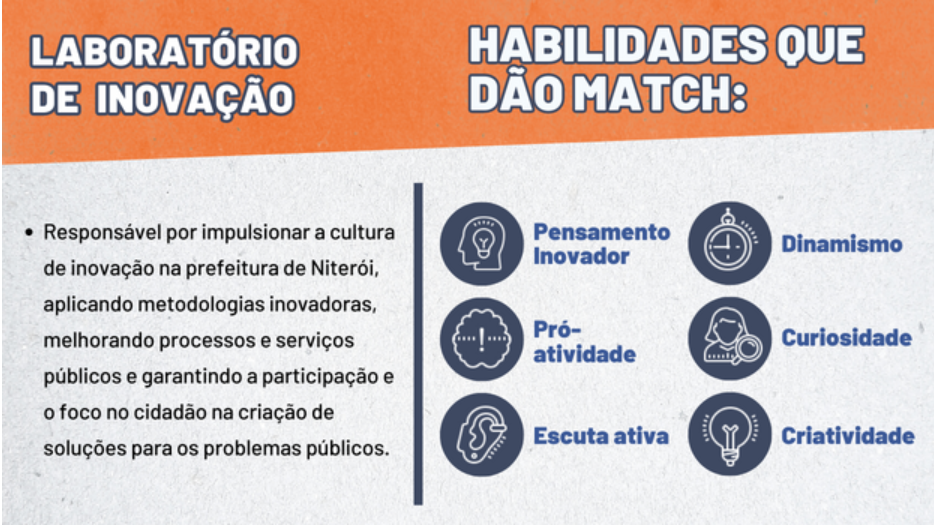 LABORATÓRIO
DE INOVAÇÃO
HABILIDADES QUE
DÃO MATCH:
• Responsável por impulsionar a cultura
de inovação na prefeitura de Niterói,
aplicando metodologias inovadoras,
melhorando processos e serviços
públicos e garantindo a participação e
o foco no cidadão na criação de
soluções para os problemas públicos.
Pensamento
Inovador
Dinamismo
Pró-
atividade
Curiosidade
Escuta ativa
Criatividade